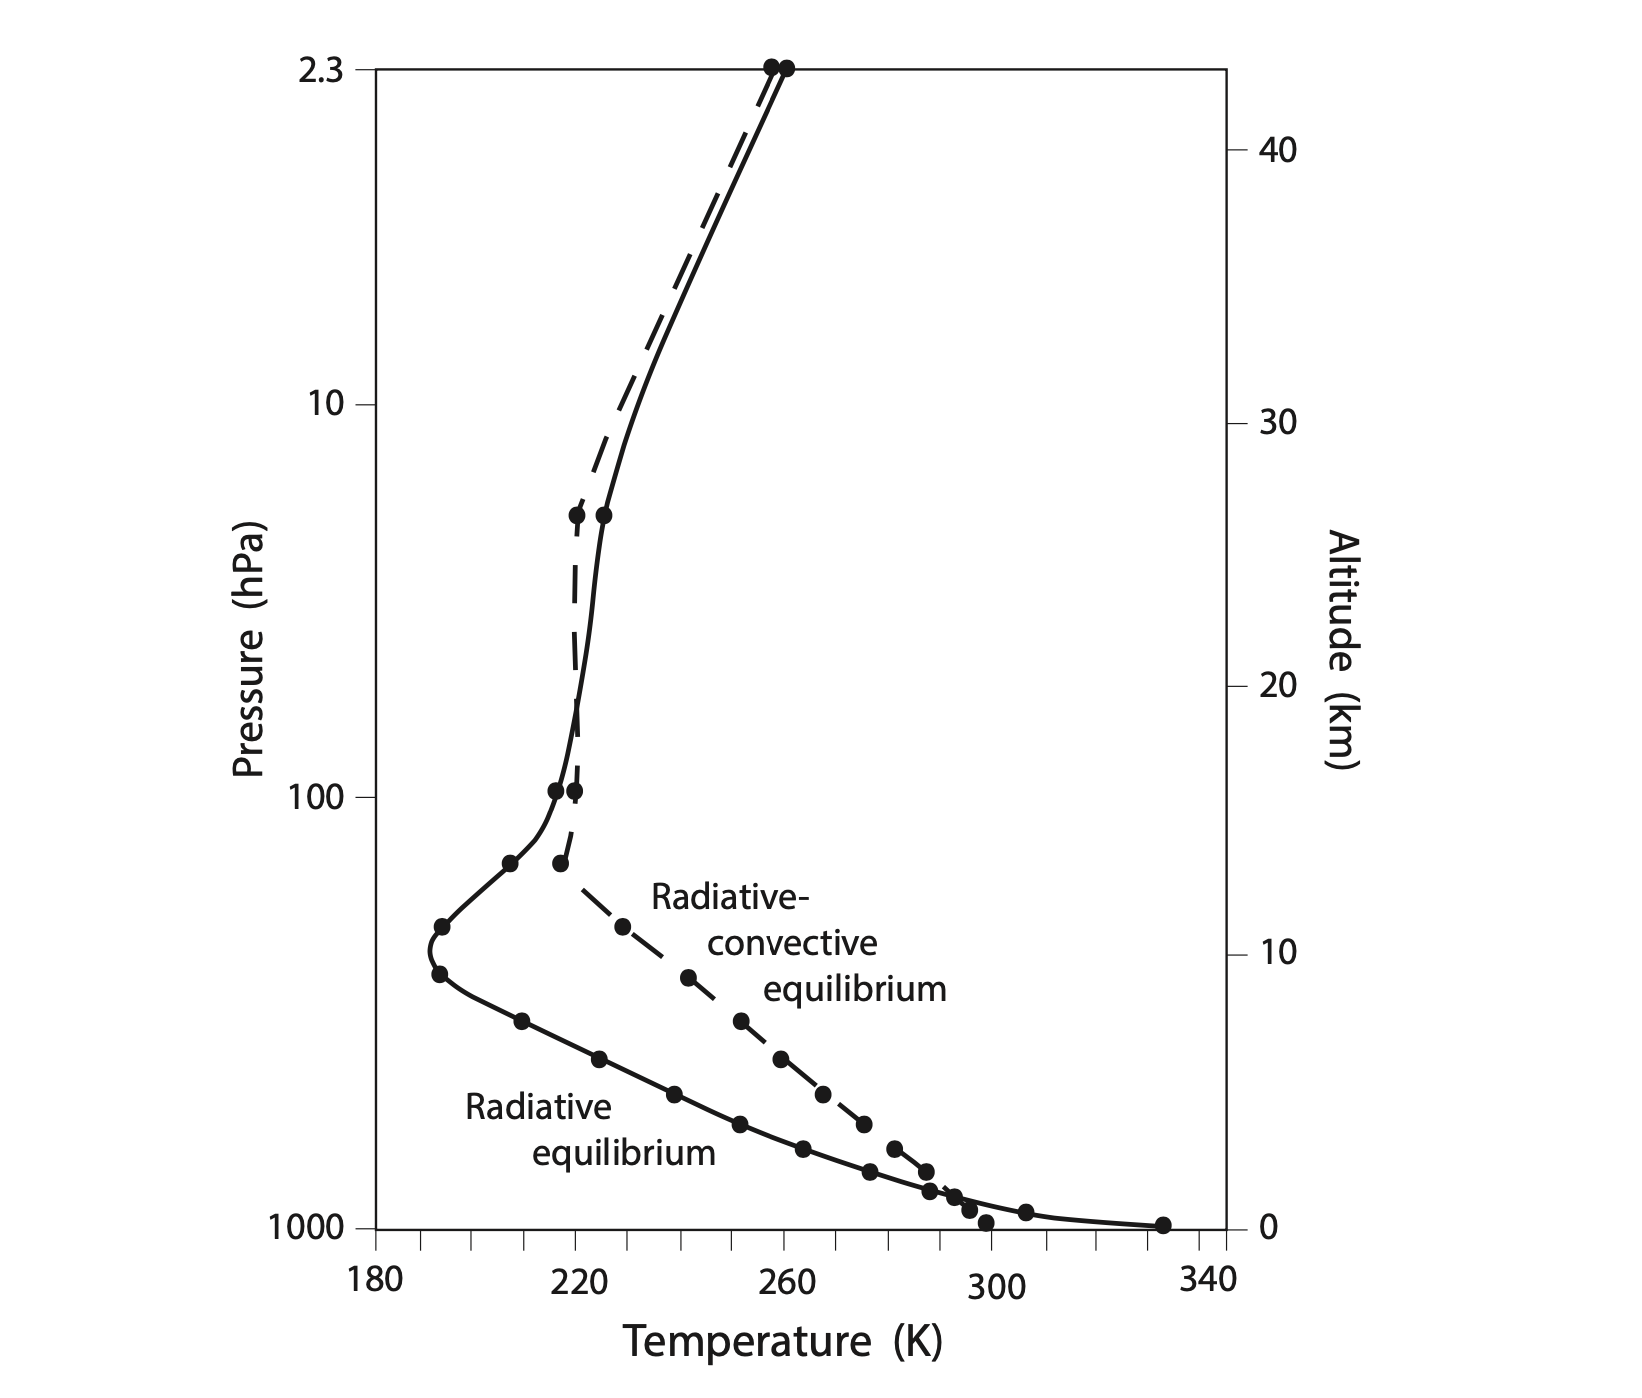 2.3
10
100
1000
Pressure (hPa)
40
30
20
10
0
Altitude (km)
Radiative-
convective
equilibrium
Radiative
equilibrium
180
220
260
300
340
Temperature (K)